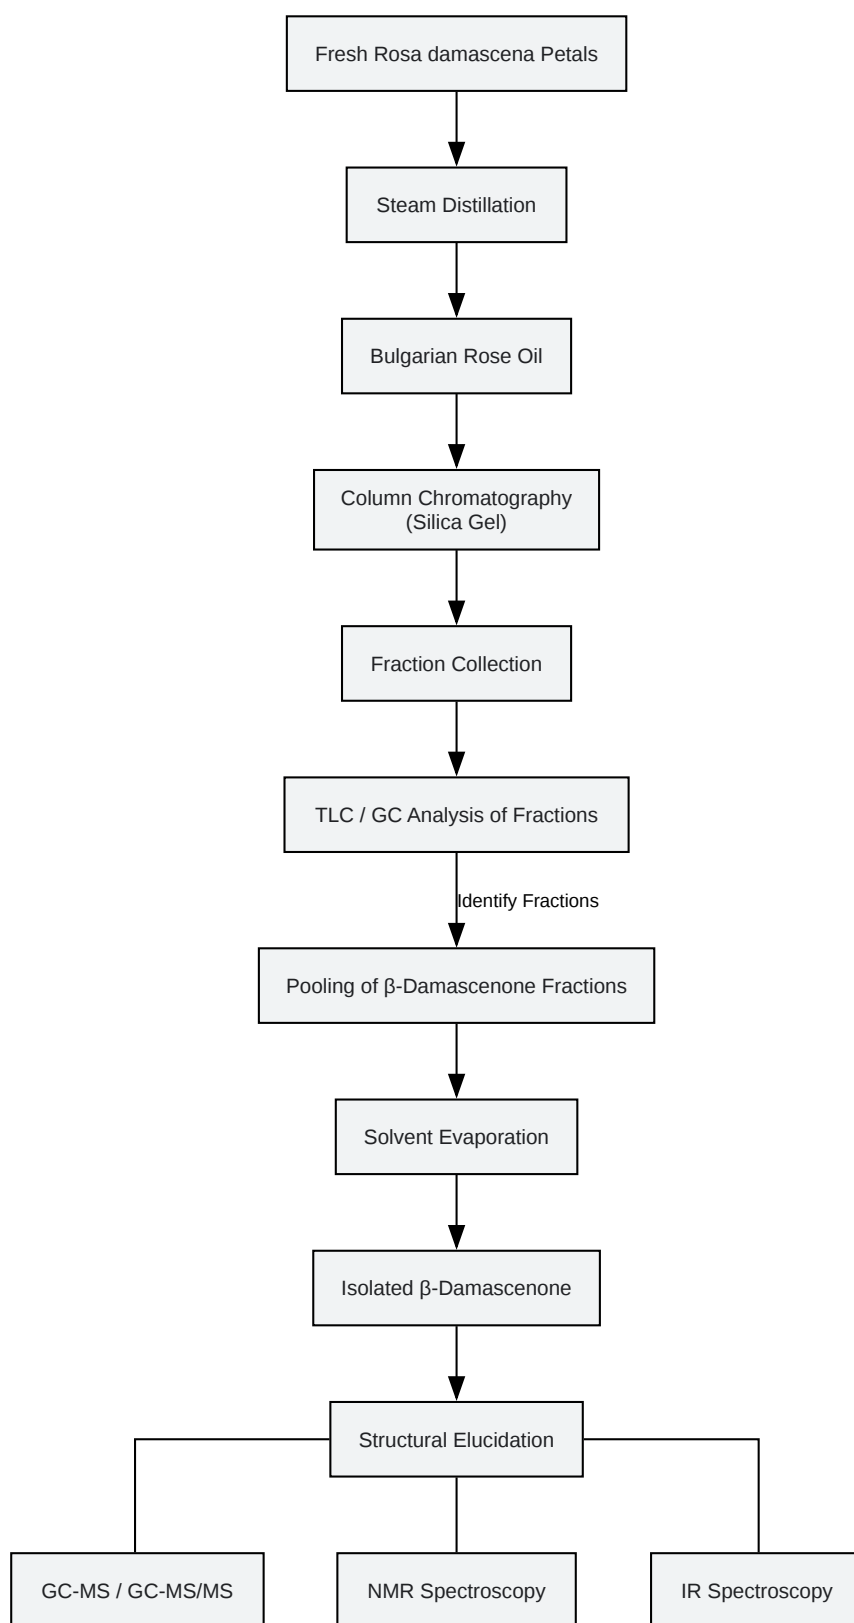 Fresh Rosa damascena Petals
Steam Distillation
Bulgarian Rose Oil
Column Chromatography
(Silica Gel)
Fraction Collection
TLC / GC Analysis of Fractions
Identify Fractions
Pooling of β-Damascenone Fractions
Solvent Evaporation
Isolated β-Damascenone
Structural Elucidation
GC-MS / GC-MS/MS
NMR Spectroscopy
IR Spectroscopy